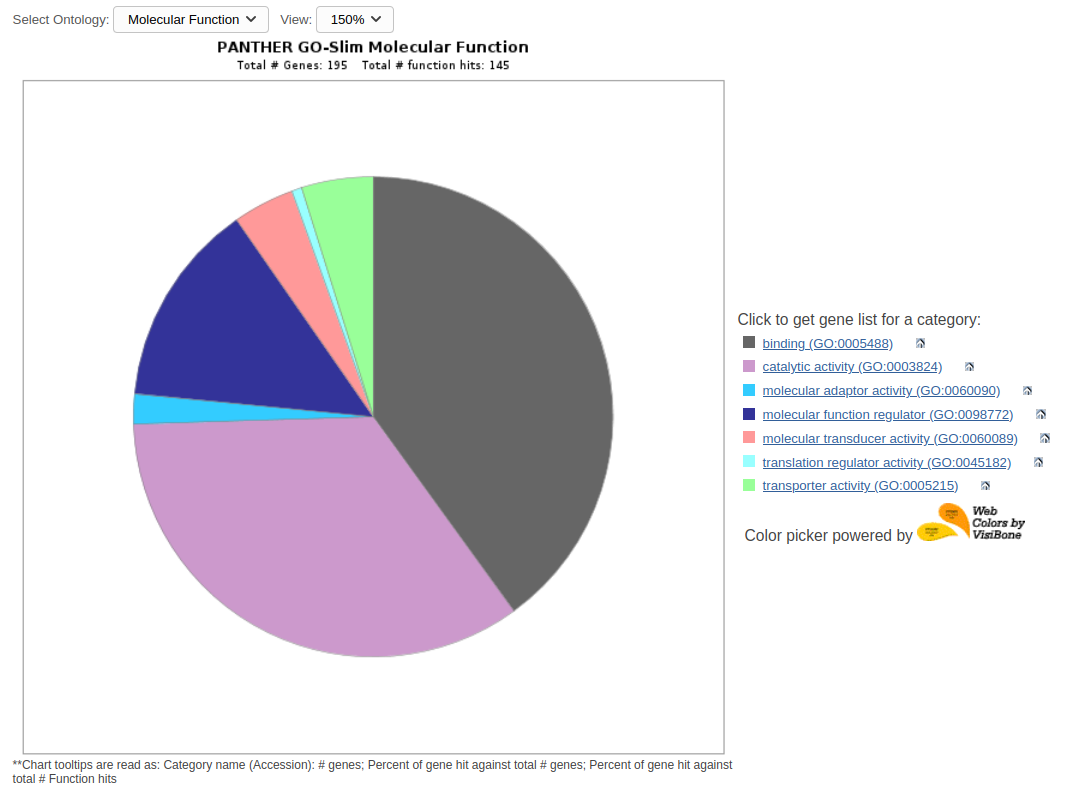 Select Ontology: Molecular Function View: 150%
PANTHER GO-Slim Molecular Function
Total # Genes: 195 Total # function hits: 145
Click to get gene list for a category:
binding (GO:0005488)
catalytic activity (GO:0003824)
molecular adaptor activity (GO:0060090)
molecular function regulator (GO:0098772)
molecular transducer activity (GO:0060089)
translation regulator activity (GO:0045182)
transporter activity (GO:0005215)
Color picker powered by
Web
Colors by
VisiBone
**Chart tooltips are read as: Category name (Accession): # genes; Percent of gene hit against total # genes; Percent of gene hit against
total # Function hits